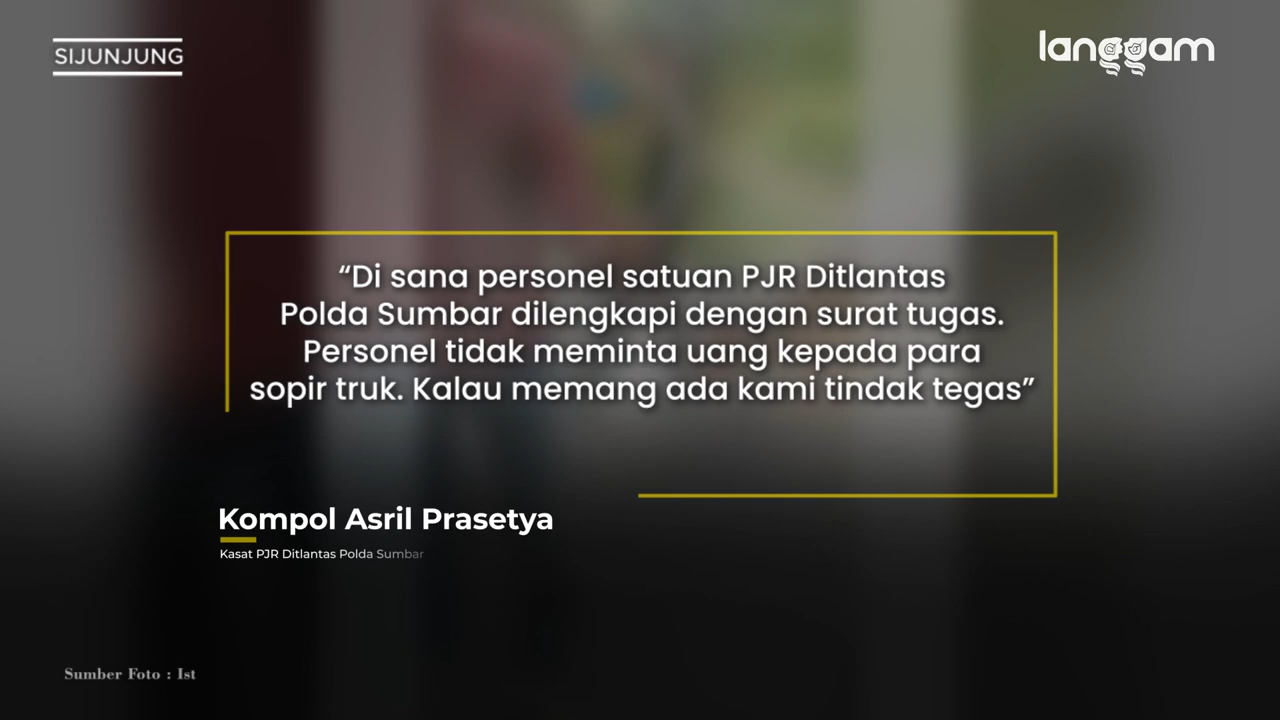 SIJUNJUNG
langgam
“Di sana personel satuan PJR Ditlantas
Polda Sumbar dilengkapi dengan surat tugas.
Personel tidak meminta uang kepada para
sopir truk. Kalau memang ada kami tindak tegas”
Kompol Asril Prasetya
Kasat PJR Ditlantas Polda Sumbar
Sumber Foto : Ist